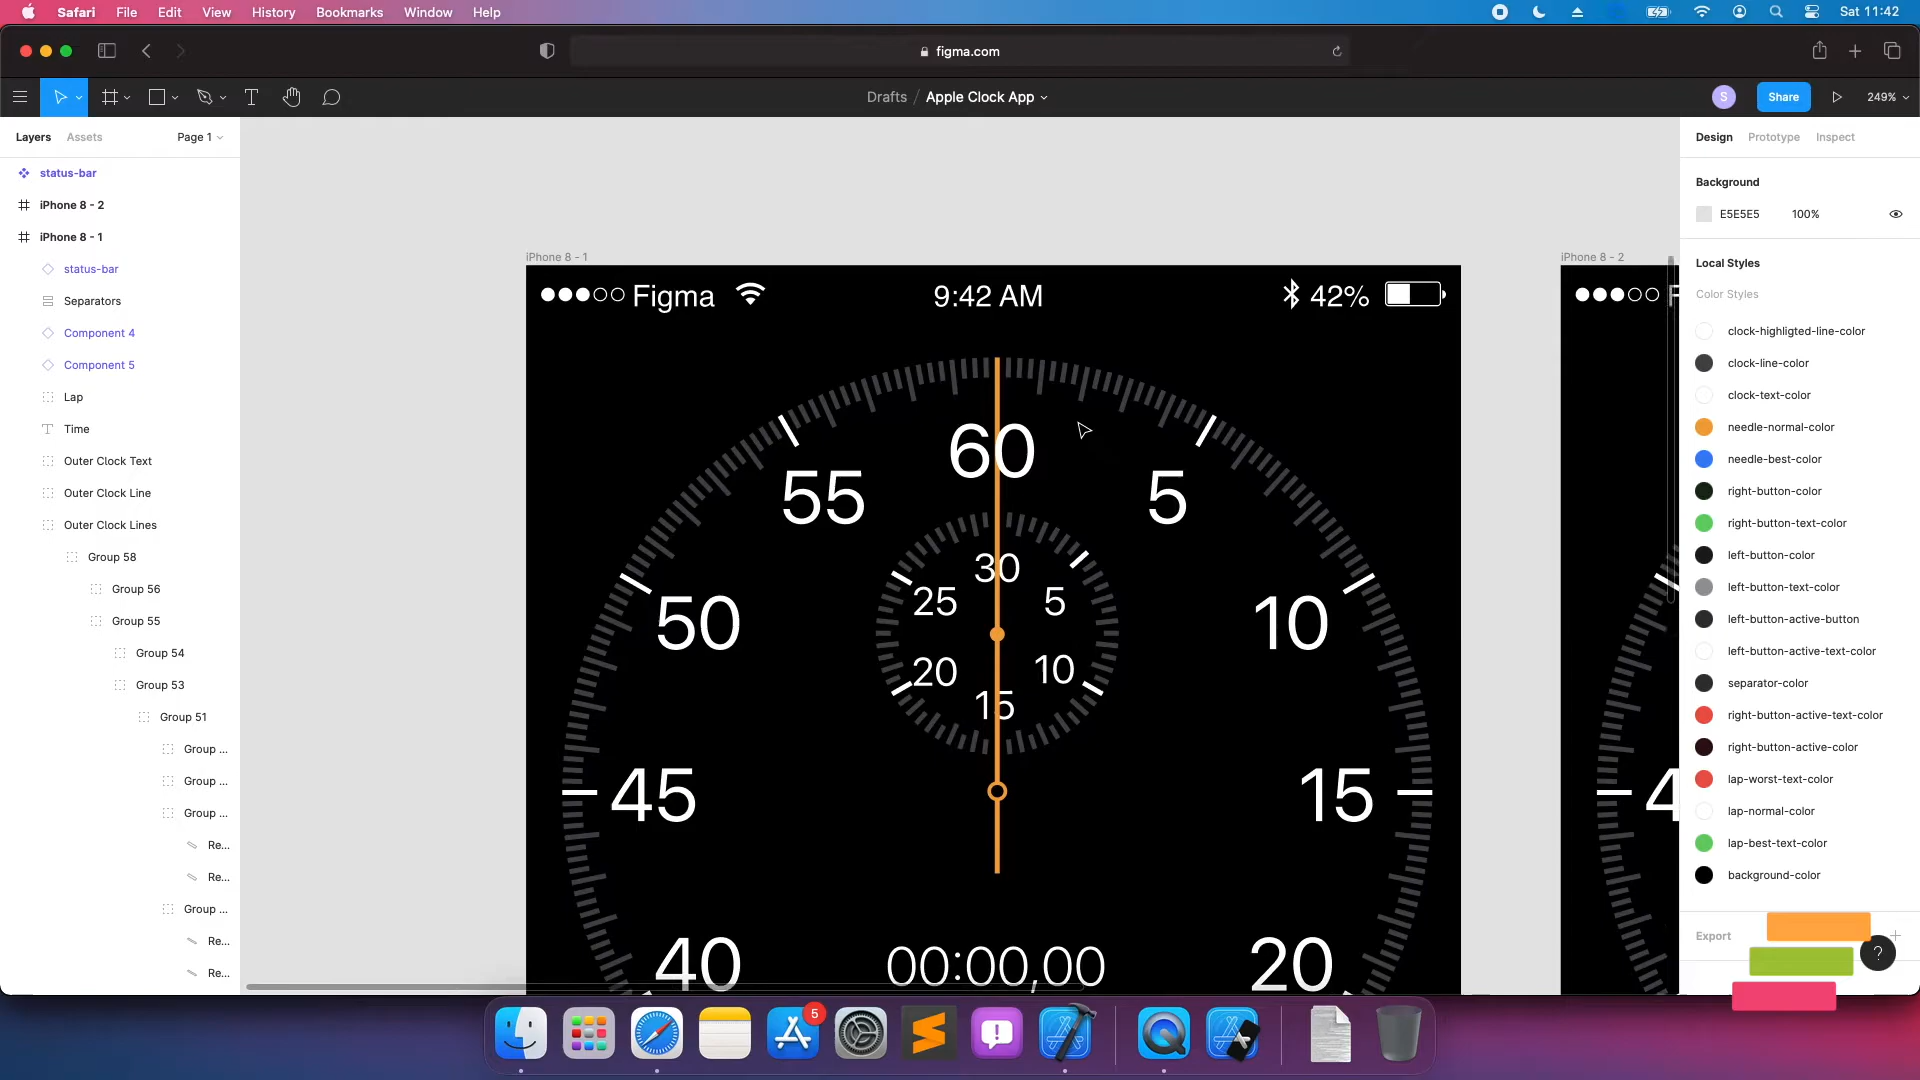 Safari File Edit View History Bookmarks Window Help Sat 11:42
figma.com
Drafts / Apple Clock App S Share 249%
Layers Assets Page 1
status-bar
iPhone 8 - 2
iPhone 8 - 1
status-bar
Separators
Component 4
Component 5
Lap
Time
Outer Clock Text
Outer Clock Line
Outer Clock Lines
Group 58
Group 56
Group 55
Group 54
Group 53
Group 51
Group ...
Group ...
Group ...
Re...
Re...
Group ...
Re...
Re...
iPhone 8 - 1
Figma 9:42 AM 42%
60
55 5
50 10
45 15
40 20
30
25 5
20 10
15
00:00,00
iPhone 8 - 2
Design Prototype Inspect
Background
E5E5E5 100%
Local Styles
Color Styles
clock-highligted-line-color
clock-line-color
clock-text-color
needle-normal-color
needle-best-color
right-button-color
right-button-text-color
left-button-color
left-button-text-color
left-button-active-button
left-button-active-text-color
separator-color
right-button-active-text-color
right-button-active-color
lap-worst-text-color
lap-normal-color
lap-best-text-color
background-color
Export
?
5